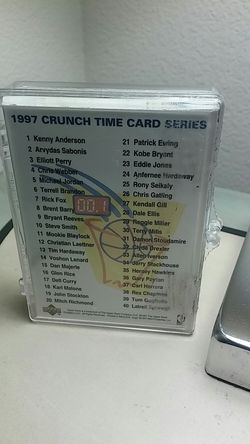 1997 CRUNCH TIME CARD SERIES
1 Kenny Anderson
2 Arvydas Sabonis
3 Elliott Perry
4 Chris Webber
5 Michael Jordan
6 Terrell Brandon
7 Rick Fox
8 Brent Barry
9 Bryant Reeves
10 Steve Smith
11 Mookie Blaylock
12 Christian Laettner
13 Tim Hardaway
14 Voshon Lenard
15 Dan Majerle
16 Glen Rice
17 Dell Curry
18 Karl Malone
19 John Stockton
20 Mitch Richmond
21 Patrick Ewing
22 Kobe Bryant
23 Eddie Jones
24 Anfernee Hardaway
25 Rony Seikaly
26 Chris Gatling
27 Kendall Gill
28 Dale Ellis
29 Reggie Miller
30 Terry Mills
31 Damon Stoudamire
32 Clyde Drexler
33 Allen Iverson
34 Jerry Stackhouse
35 Hersey Hawkins
36 Gary Payton
37 Carl Herrera
38 Rex Chapman
39 Tom Gugliotta
40 Latrell Sprewell
00.1